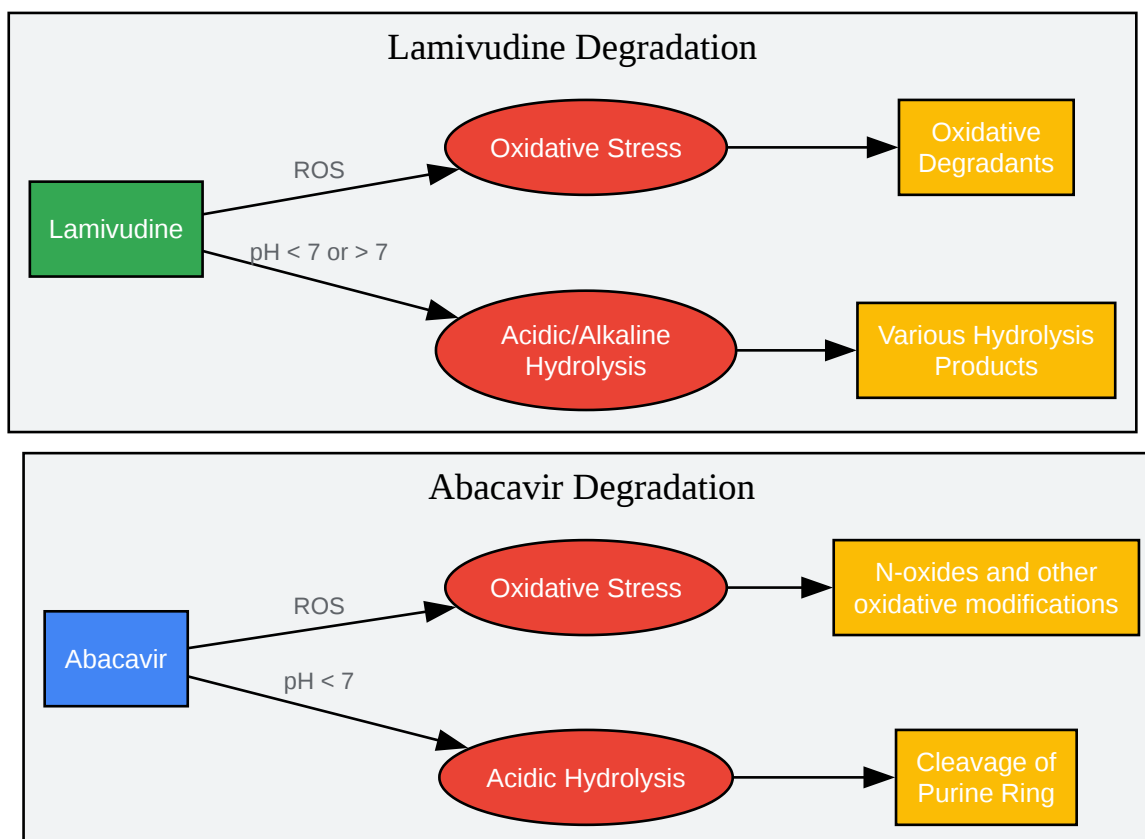 Lamivudine Degradation
Lamivudine
ROS
pH < 7 or > 7
Oxidative Stress
Acidic/Alkaline
Hydrolysis
Oxidative
Degradants
Various Hydrolysis
Products
Abacavir Degradation
Abacavir
ROS
pH < 7
Oxidative Stress
Acidic Hydrolysis
N-oxides and other
oxidative modifications
Cleavage of
Purine Ring